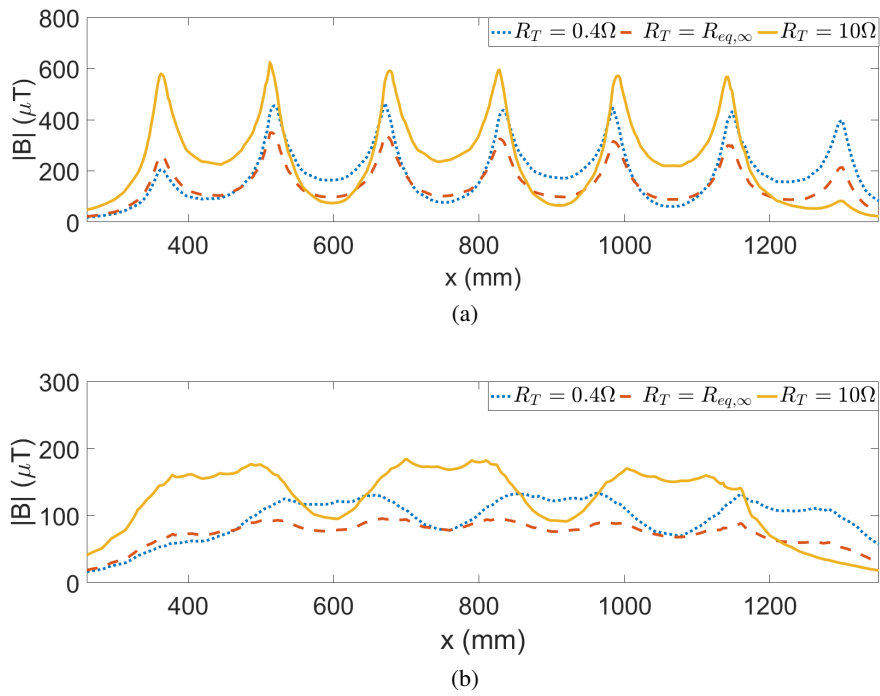 800
600
400
200
0
|B| (μT)
R_T = 0.4Ω R_T = R_{eq,∞} R_T = 10Ω
400 600 800 1000 1200
x (mm)
(a)
300
200
100
0
|B| (μT)
R_T = 0.4Ω R_T = R_{eq,∞} R_T = 10Ω
400 600 800 1000 1200
x (mm)
(b)